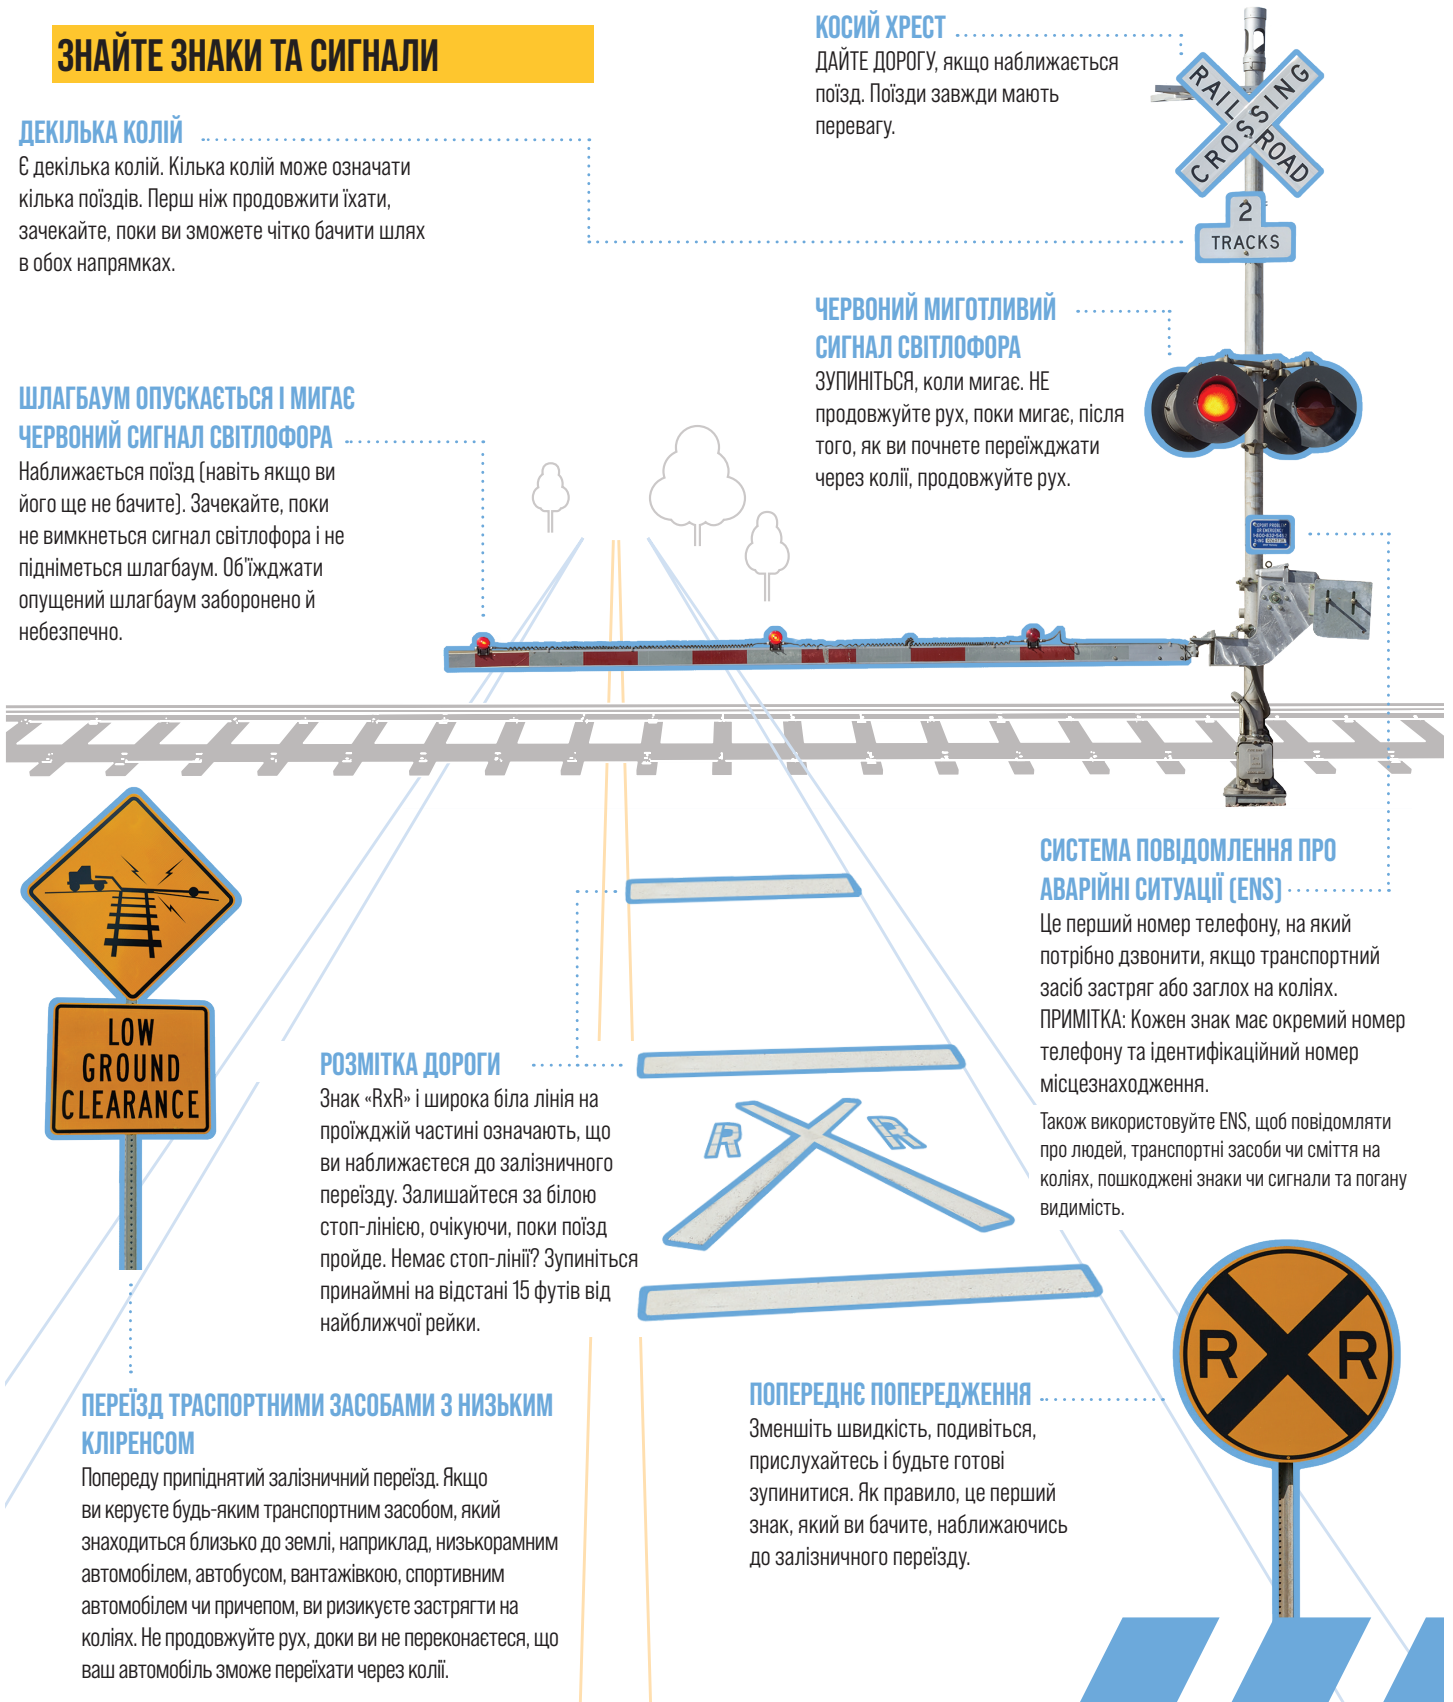 ЗНАЙТЕ ЗНАКИ ТА СИГНАЛИ
ДЕКІЛЬКА КОЛІЙ
Є декілька колій. Кілька колій може означати
кілька поїздів. Перш ніж продовжити їхати,
зачекайте, поки ви зможете чітко бачити шлях
в обох напрямках.
КОСИЙ ХРЕСТ
ДАЙТЕ ДОРОГУ, якщо наближається
поїзд. Поїзди завжди мають
перевагу.
RAILROAD
CROSSING
2
TRACKS
ЧЕРВОНИЙ МИГОТЛИВИЙ
СИГНАЛ СВІТЛОФОРА
ЗУПИНІТЬСЯ, коли мигає. НЕ
продовжуйте рух, поки мигає, після
того, як ви почнете переїжджати
через колії, продовжуйте рух.
ШЛАГБАУМ ОПУСКАЄТЬСЯ І МИГАЄ
ЧЕРВОНИЙ СИГНАЛ СВІТЛОФОРА
Наближається поїзд (навіть якщо ви
його ще не бачите). Зачекайте, поки
не вимкнеться сигнал світлофора і не
підніметься шлагбаум. Об'їжджати
опущений шлагбаум заборонено й
небезпечно.
REPORT PROBLEM
OR EMERGENCY
СИСТЕМА ПОВІДОМЛЕННЯ ПРО
АВАРІЙНІ СИТУАЦІЇ (ENS)
Це перший номер телефону, на який
потрібно дзвонити, якщо транспортний
засіб застряг або заглох на коліях.
ПРИМІТКА: Кожен знак має окремий номер
телефону та ідентифікаційний номер
місцезнаходження.
Також використовуйте ENS, щоб повідомляти
про людей, транспортні засоби чи сміття на
коліях, пошкоджені знаки чи сигнали та погану
видимість.
LOW
GROUND
CLEARANCE
РОЗМІТКА ДОРОГИ
Знак «RxR» і широка біла лінія на
проїжджій частині означають, що
ви наближаєтеся до залізничного
переїзду. Залишайтеся за білою
стоп-лінією, очікуючи, поки поїзд
пройде. Немає стоп-лінії? Зупиніться
принаймні на відстані 15 футів від
найближчої рейки.
R R
ПЕРЕЇЗД ТРАСПОРТНИМИ ЗАСОБАМИ З НИЗЬКИМ
КЛІРЕНСОМ
Попереду припіднятий залізничний переїзд. Якщо
ви керуєте будь-яким транспортним засобом, який
знаходиться близько до землі, наприклад, низькорамним
автомобілем, автобусом, вантажівкою, спортивним
автомобілем чи причепом, ви ризикуєте застрягти на
коліях. Не продовжуйте рух, доки ви не переконаєтеся, що
ваш автомобіль зможе переїхати через колії.
ПОПЕРЕДНЄ ПОПЕРЕДЖЕННЯ
Зменшіть швидкість, подивіться,
прислухайтесь і будьте готові
зупинитися. Як правило, це перший
знак, який ви бачите, наближаючись
до залізничного переїзду.
R R